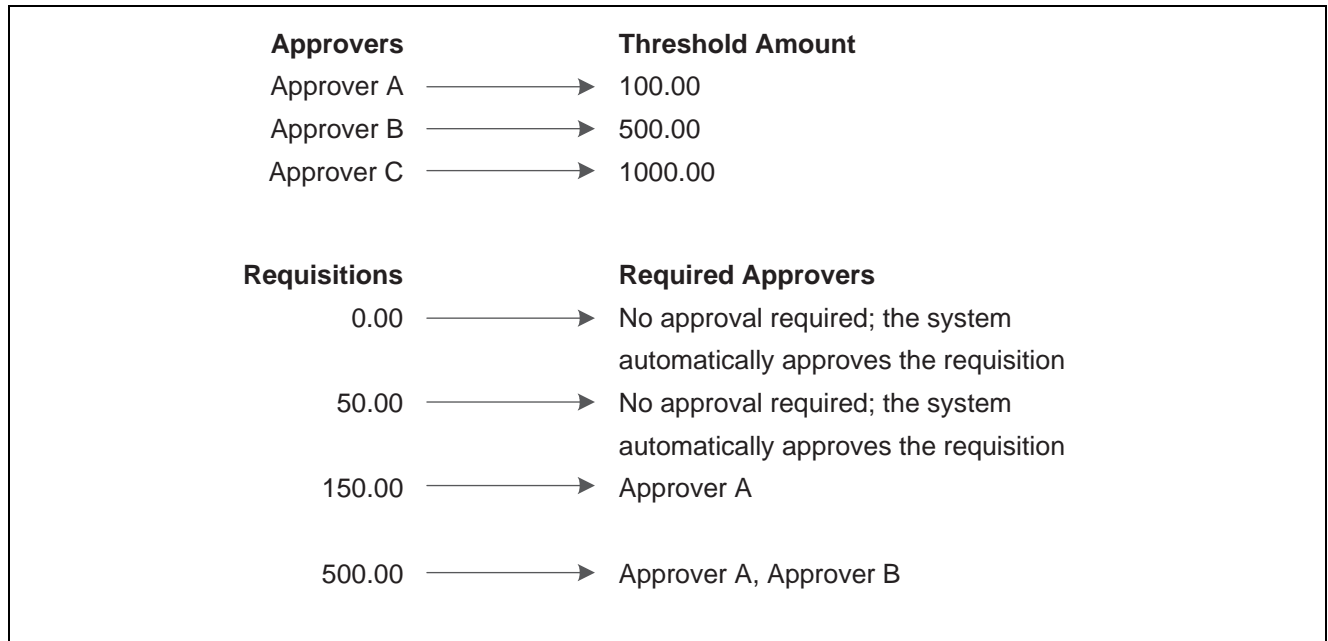 Approvers Threshold Amount
Approver A 100.00
Approver B 500.00
Approver C 1000.00
Requisitions Required Approvers
0.00 No approval required; the system
automatically approves the requisition
50.00 No approval required; the system
automatically approves the requisition
150.00 Approver A
500.00 Approver A, Approver B